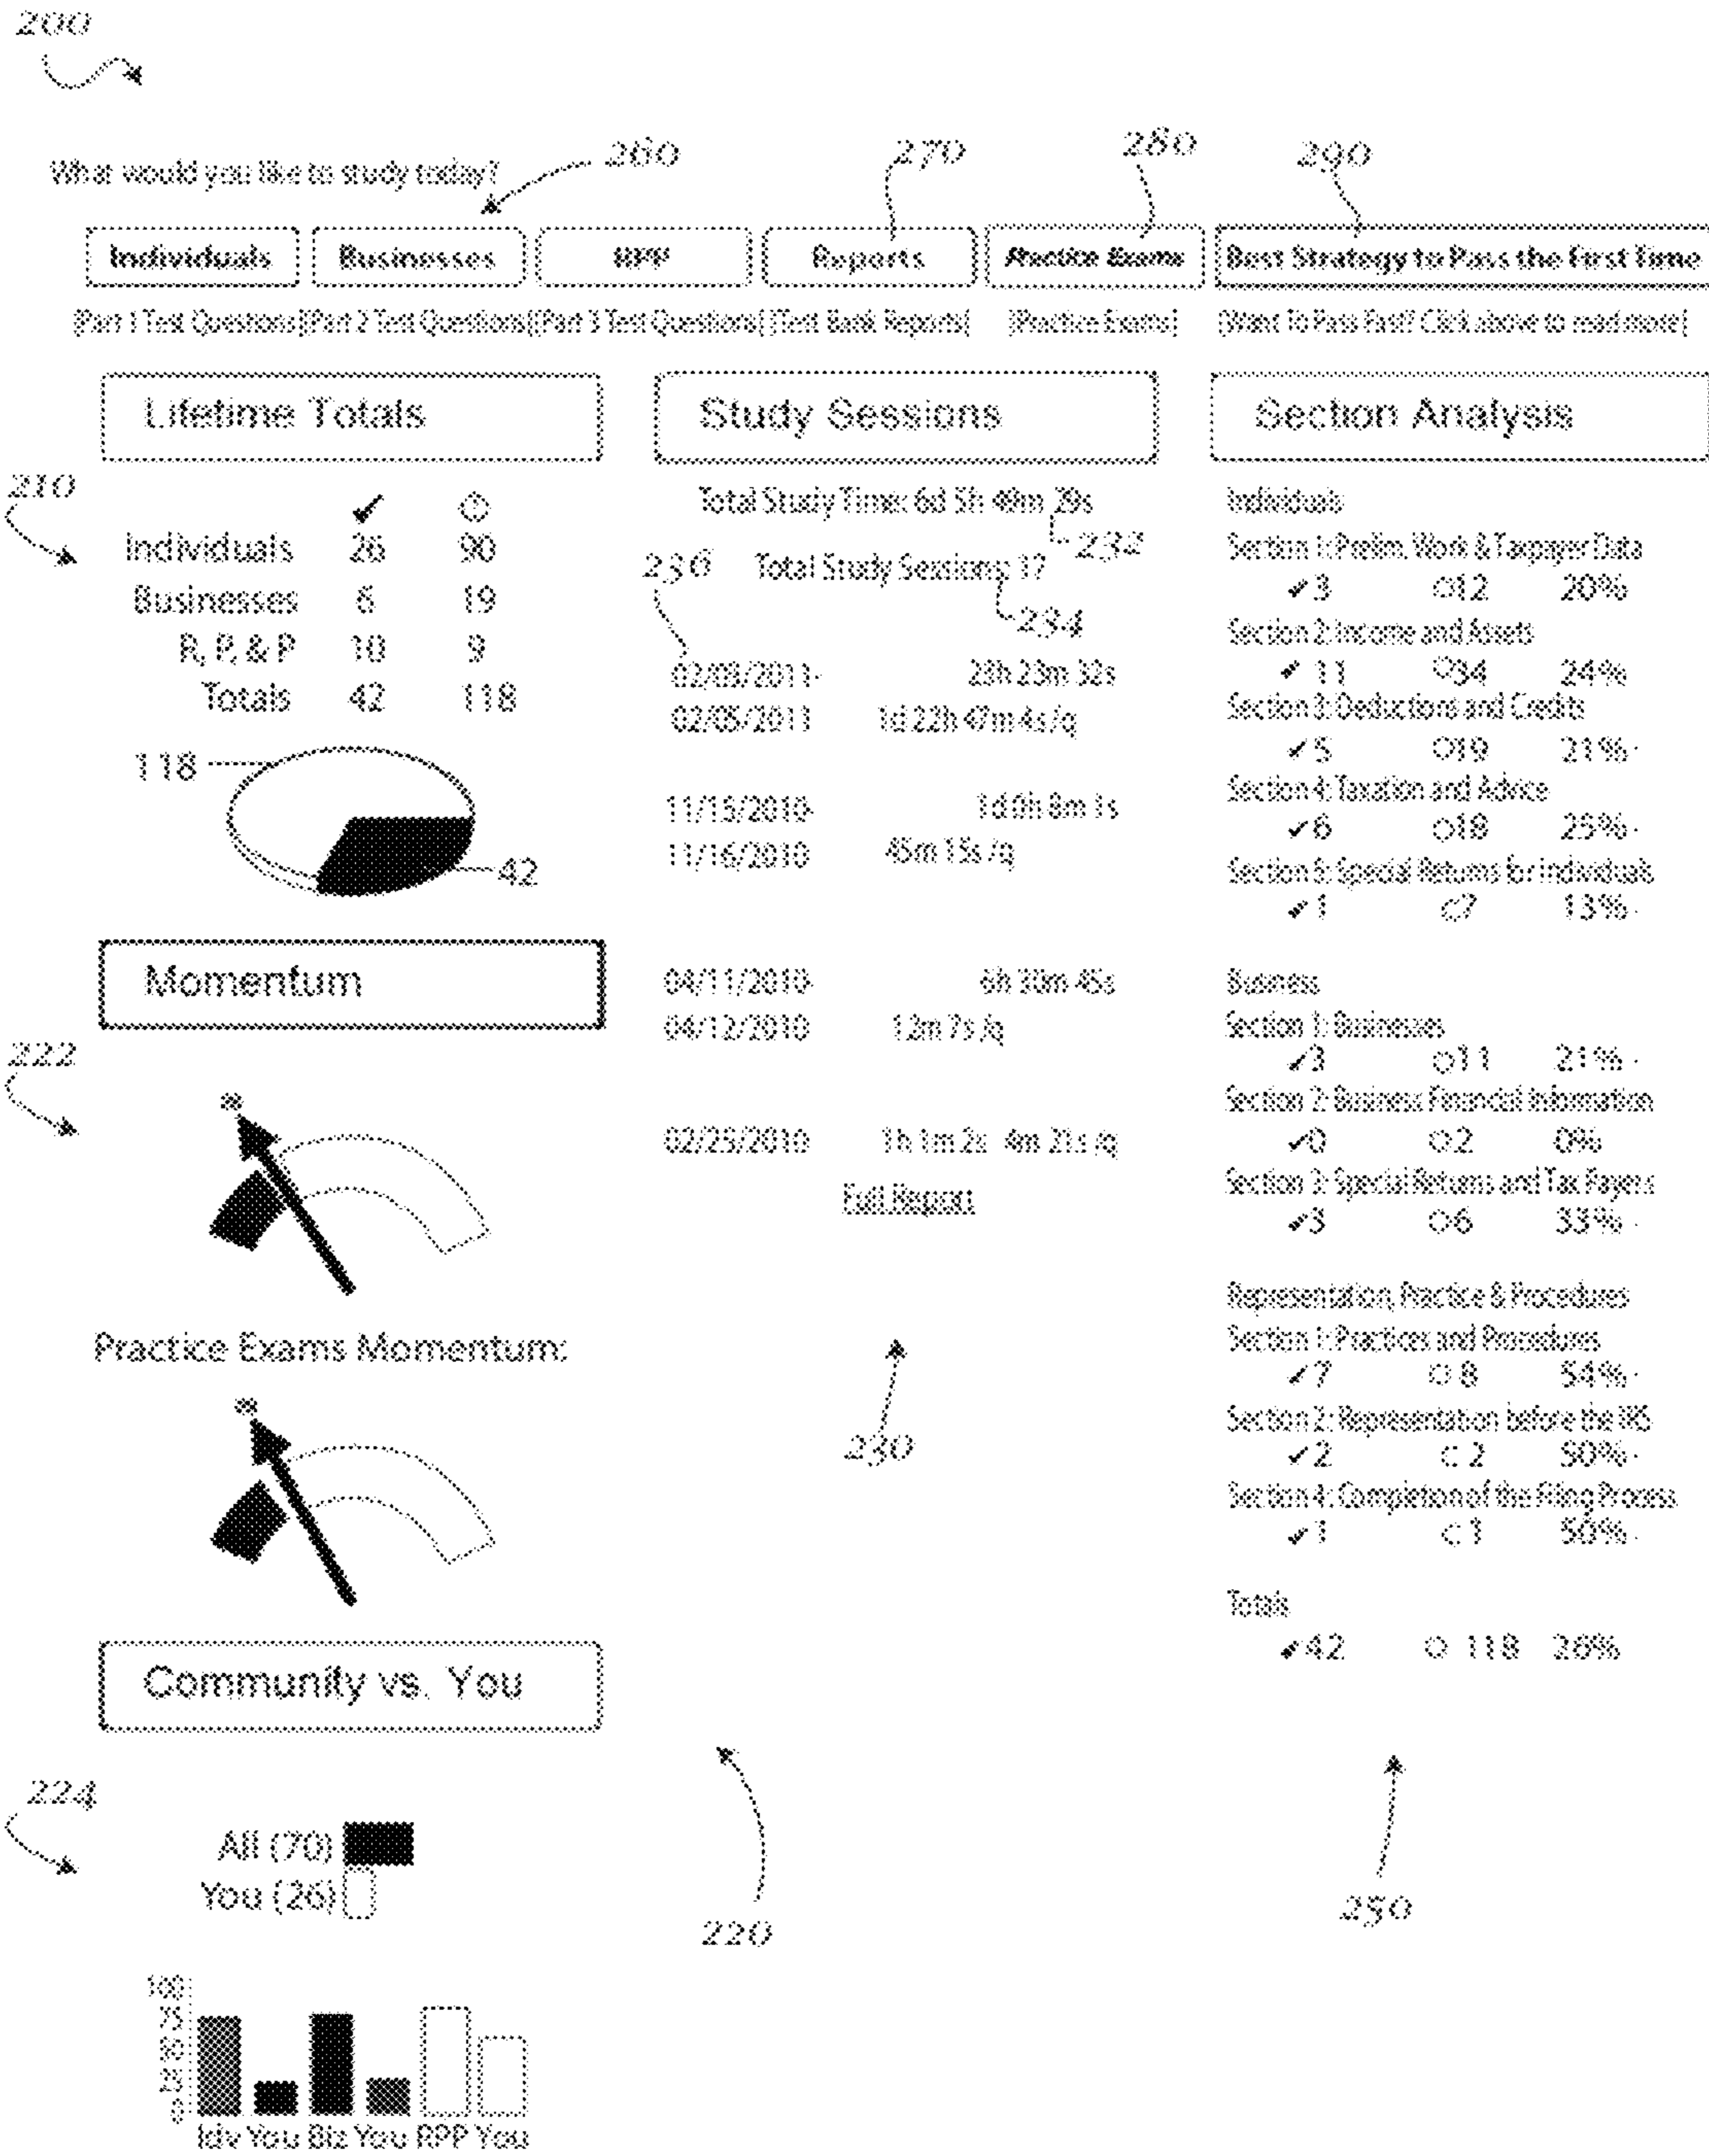 200
260 270 280 290
What would you like to study today?
Individuals Businesses RPP Reports Practice Exams Best Strategy to Pass the First Time
[Part 1 Test Questions] [Part 2 Test Questions] [Part 3 Test Questions] [Test Bank Reports] [Practice Exams] [Want To Pass Fast? Click above to read more]
Lifetime Totals
210
✓
Individuals 26 90
Businesses 6 19
R, P, & P 10 9
Totals 42 118
118
42
Momentum
222
Practice Exams Momentum:
Community vs. You
224
All (70)
You (26)
220
100
75
50
25
0
Idv You Biz You RPP You
Study Sessions
Total Study Time: 6d 5h 49m 29s
232
236 Total Study Sessions: 17
234
02/03/2011- 23h 23m 32s
02/05/2011 1d 22h 47m 4s/q
11/15/2010- 1d 0h 8m 1s
11/16/2010 45m 15s/q
04/11/2010- 6h 30m 45s
04/12/2010 12m 7s/q
02/23/2010 1h 1m 2s 4m 21s/q
Full Report
230
Section Analysis
Individuals
Section 1: Prelim. Work & Taxpayer Data
✓3 12 20%
Section 2: Income and Assets
✓11 34 24%
Section 3: Deductions and Credits
✓5 19 21%
Section 4: Taxation and Advice
✓6 18 25%
Section 5: Special Returns for individuals
✓1 7 13%
Business
Section 1: Businesses
✓3 11 21%
Section 2: Business Financial Information
✓0 2 0%
Section 3: Special Returns and Tax Payers
✓3 6 33%
Representation, Practice & Procedures
Section 1: Practices and Procedures
✓7 8 54%
Section 2: Representation before the IRS
✓2 2 50%
Section 4: Completion of the Filing Process
✓1 1 50%
Totals
✓42 118 26%
250